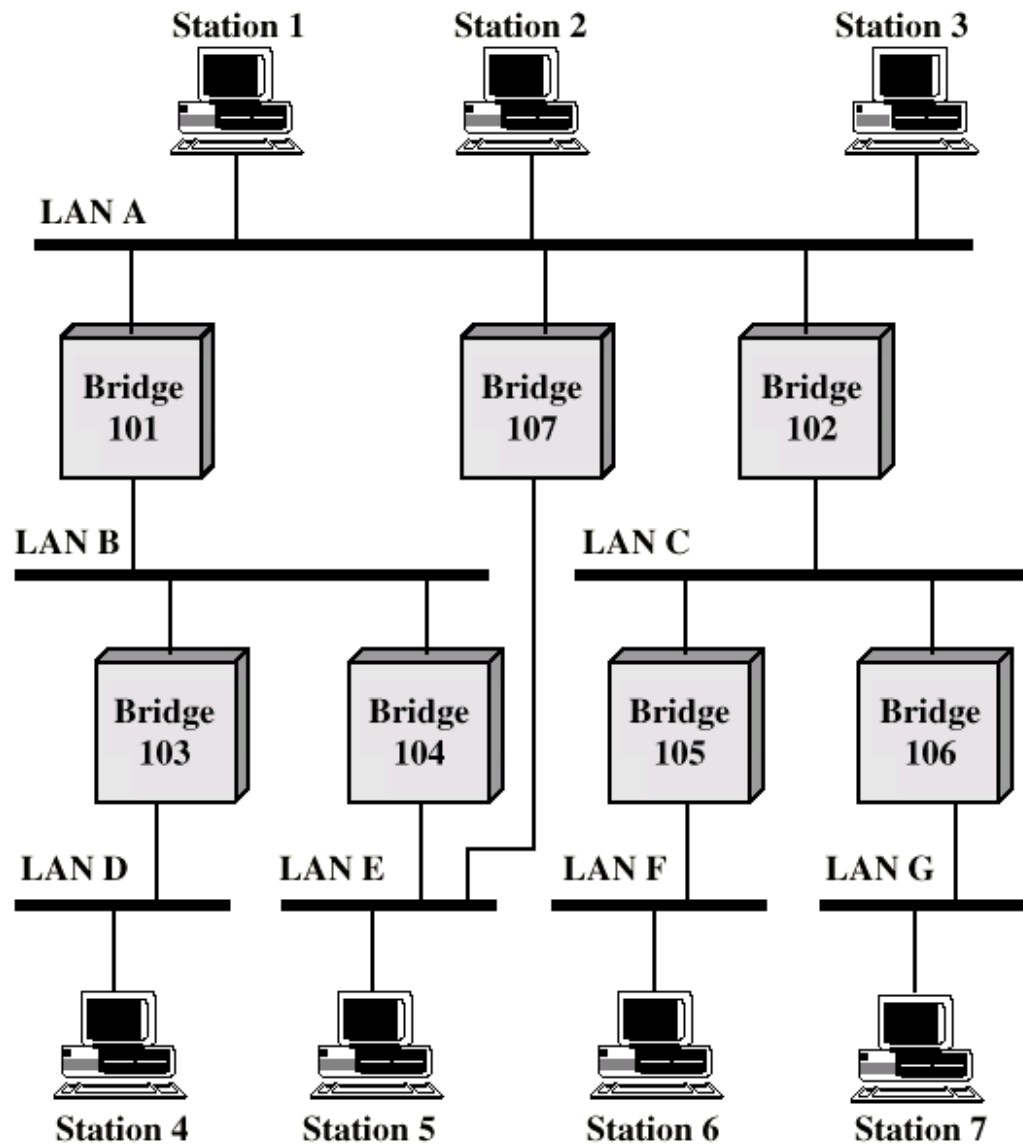 Station 1
Station 2
Station 3
LAN A
Bridge
101
Bridge
107
Bridge
102
LAN B
LAN C
Bridge
103
Bridge
104
Bridge
105
Bridge
106
LAN D
LAN E
LAN F
LAN G
Station 4
Station 5
Station 6
Station 7